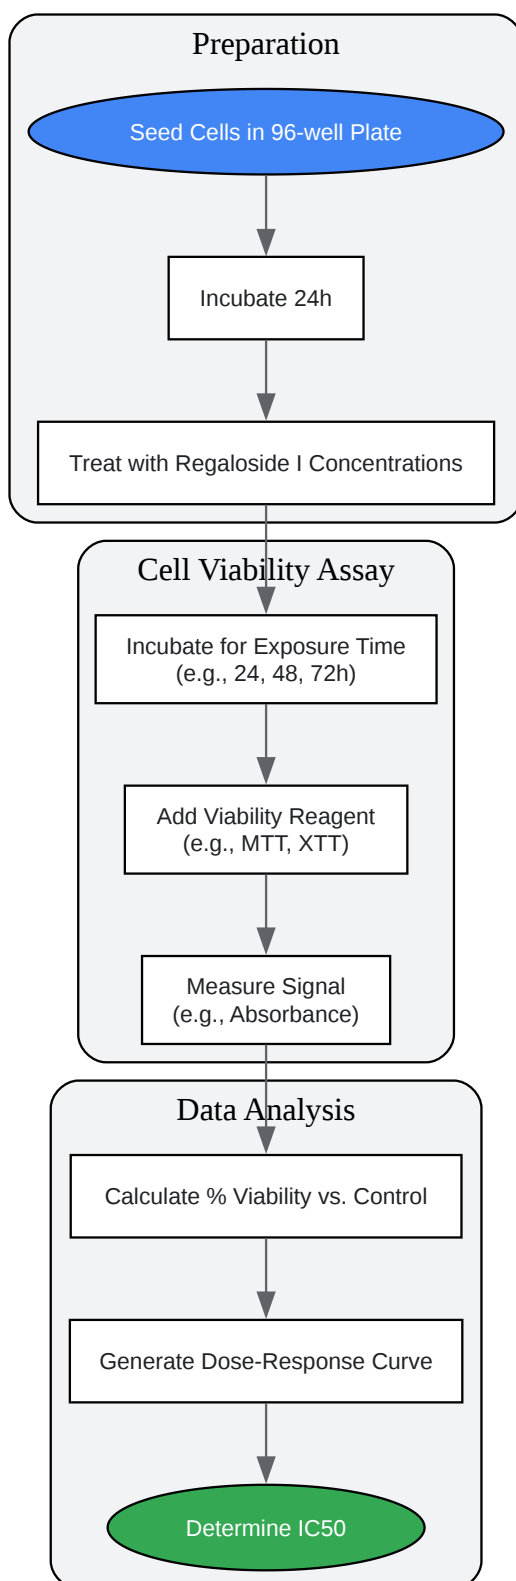 Preparation
Seed Cells in 96-well Plate
Incubate 24h
Treat with Regaloside I Concentrations
Cell Viability Assay
Incubate for Exposure Time
(e.g., 24, 48, 72h)
Add Viability Reagent
(e.g., MTT, XTT)
Measure Signal
(e.g., Absorbance)
Data Analysis
Calculate % Viability vs. Control
Generate Dose-Response Curve
Determine IC50